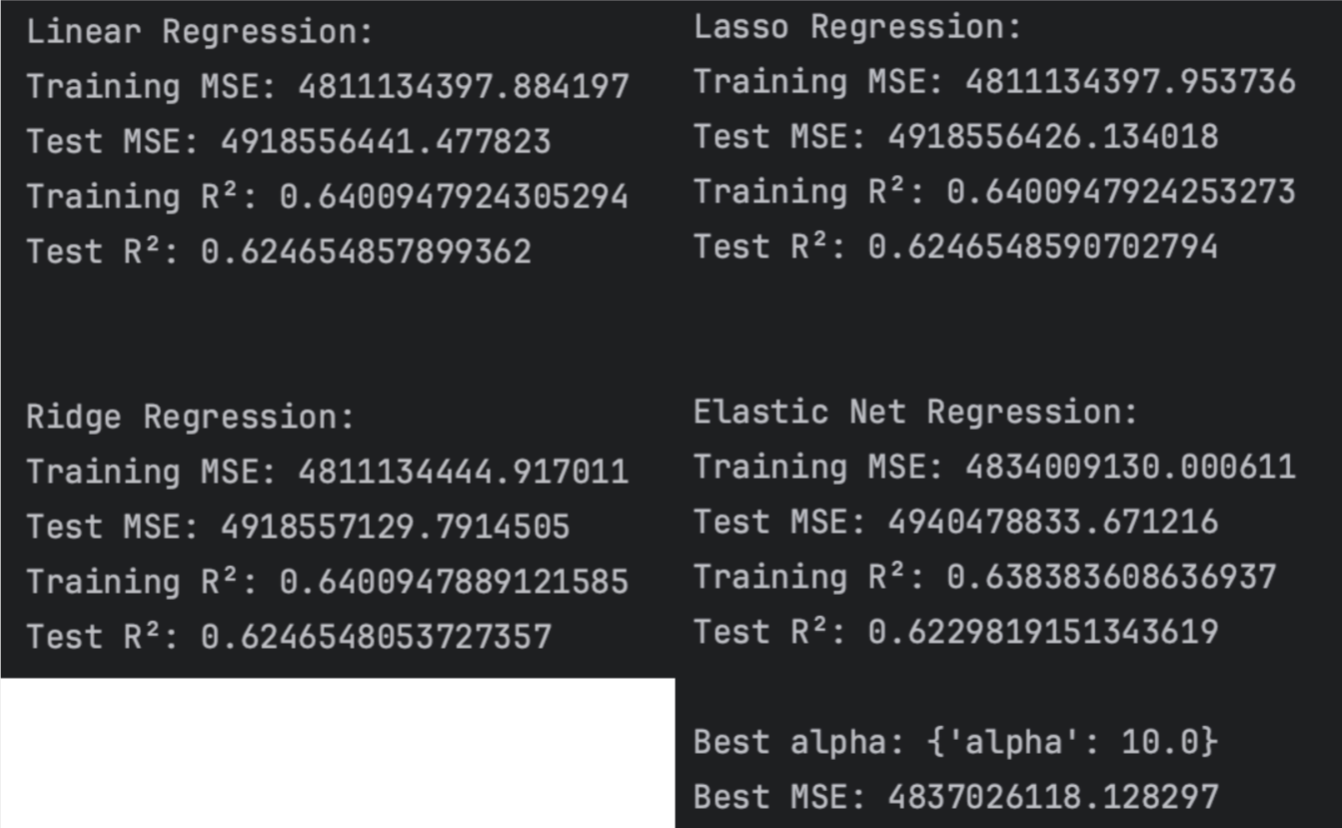 Linear Regression:
Training MSE: 4811134397.884197
Test MSE: 4918556441.477823
Training R²: 0.6400947924305294
Test R²: 0.624654857899362
Lasso Regression:
Training MSE: 4811134397.953736
Test MSE: 4918556426.134018
Training R²: 0.6400947924253273
Test R²: 0.6246548590702794
Ridge Regression:
Training MSE: 4811134444.917011
Test MSE: 4918557129.7914505
Training R²: 0.6400947889121585
Test R²: 0.6246548053727357
Elastic Net Regression:
Training MSE: 4834009130.000611
Test MSE: 4940478833.671216
Training R²: 0.638383608636937
Test R²: 0.6229819151343619
Best alpha: {'alpha': 10.0}
Best MSE: 4837026118.128297